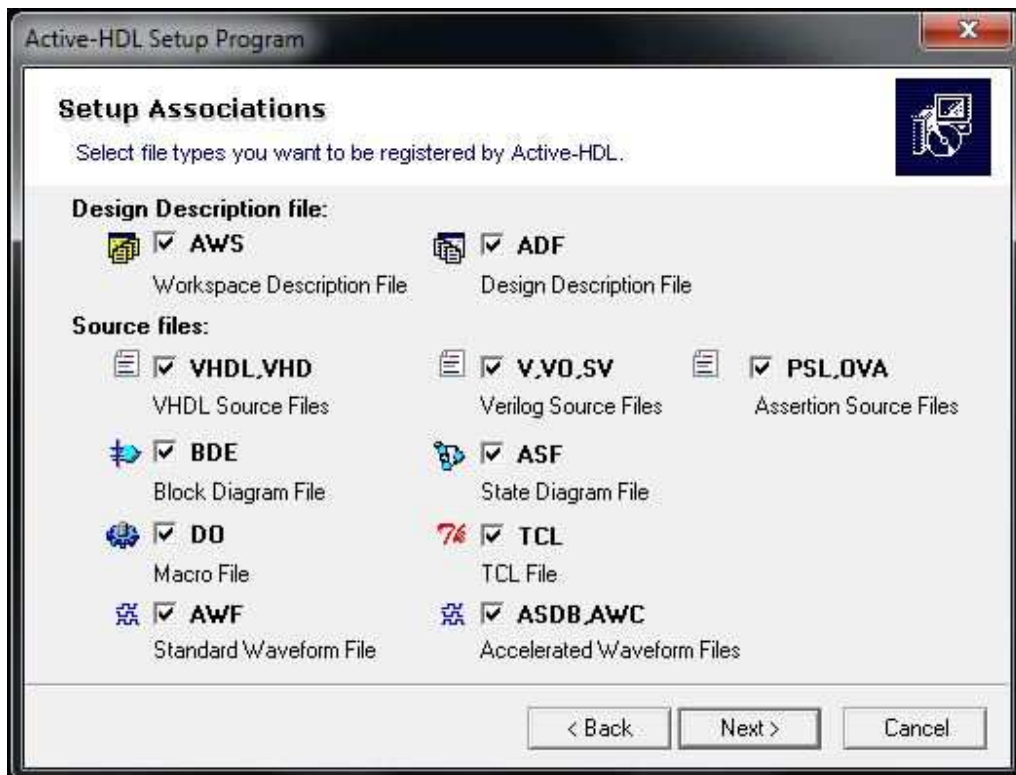 Active-HDL Setup Program
Setup Associations
Select file types you want to be registered by Active-HDL.
Design Description file:
AWS ADF
Workspace Description File Design Description File
Source files:
VHDL,VHD V,VO,SV PSL,OVA
VHDL Source Files Verilog Source Files Assertion Source Files
BDE ASF
Block Diagram File State Diagram File
DO TCL
Macro File TCL File
AWF ASDB,AWC
Standard Waveform File Accelerated Waveform Files
< Back Next > Cancel